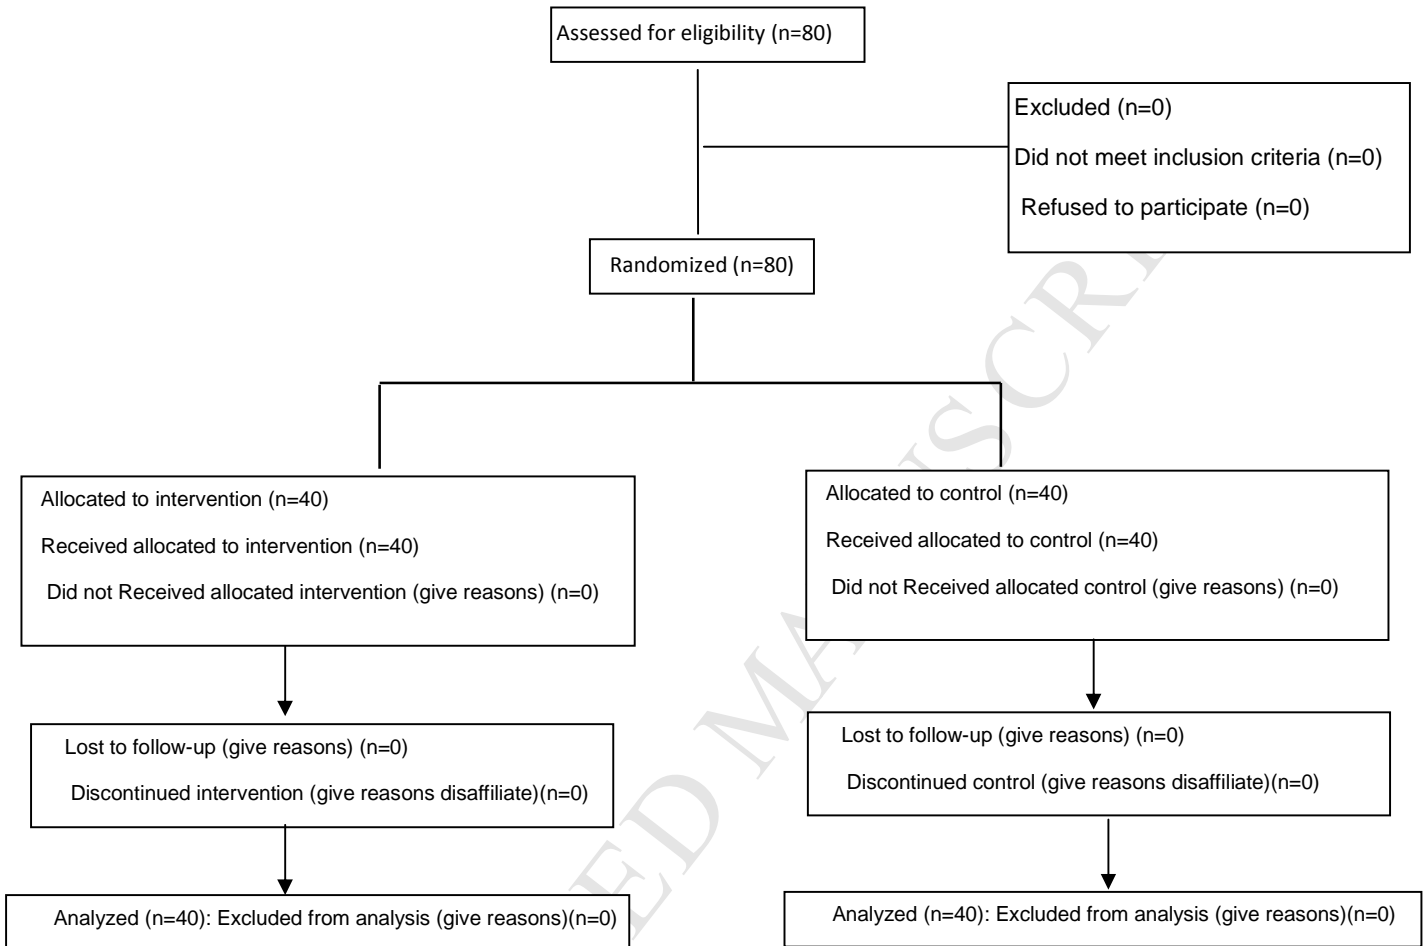 Assessed for eligibility (n=80)
Excluded (n=0)
Did not meet inclusion criteria (n=0)
Refused to participate (n=0)
Randomized (n=80)
Allocated to intervention (n=40)
Received allocated to intervention (n=40)
Did not Received allocated intervention (give reasons) (n=0)
Allocated to control (n=40)
Received allocated to control (n=40)
Did not Received allocated control (give reasons) (n=0)
Lost to follow-up (give reasons) (n=0)
Discontinued intervention (give reasons disaffiliate)(n=0)
Lost to follow-up (give reasons) (n=0)
Discontinued control (give reasons disaffiliate)(n=0)
Analyzed (n=40): Excluded from analysis (give reasons)(n=0)
Analyzed (n=40): Excluded from analysis (give reasons)(n=0)